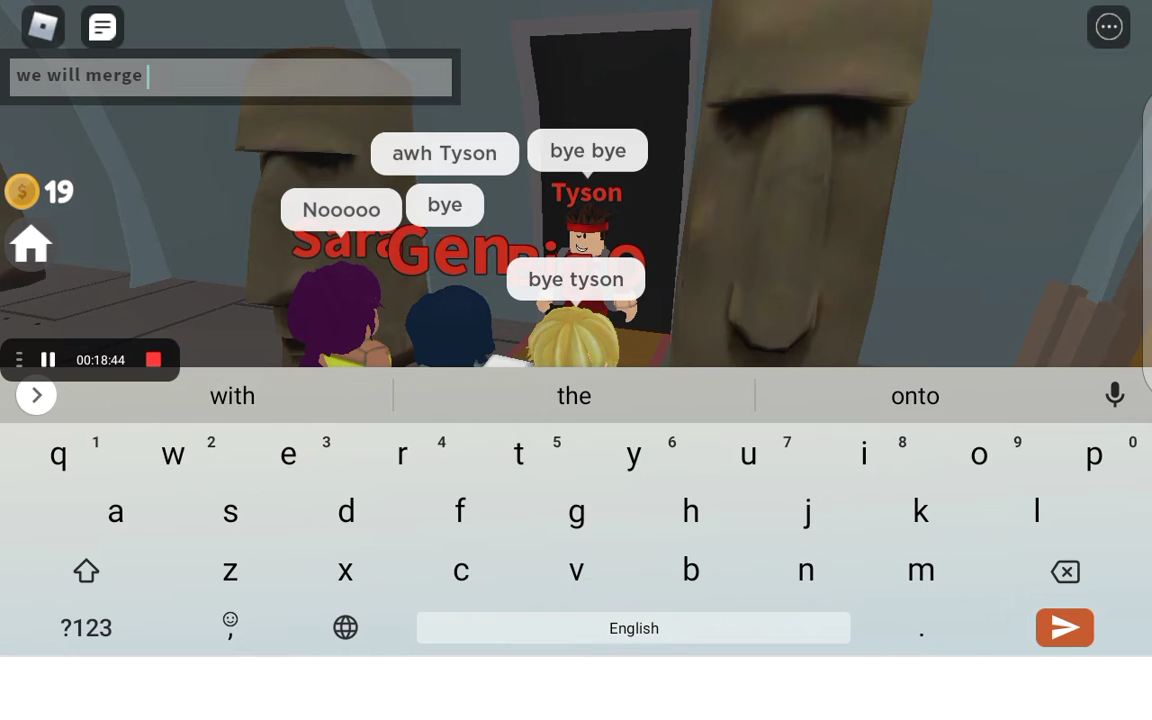 we will merge
awh Tyson
bye bye
Tyson
Nooooo
bye
Sara
Gen
bye tyson
19
00:18:44
with the onto
q 1 w 2 e 3 r 4 t 5 y 6 u 7 i 8 o 9 p 0
a s d f g h j k l
z x c v b n m
?123 , English .